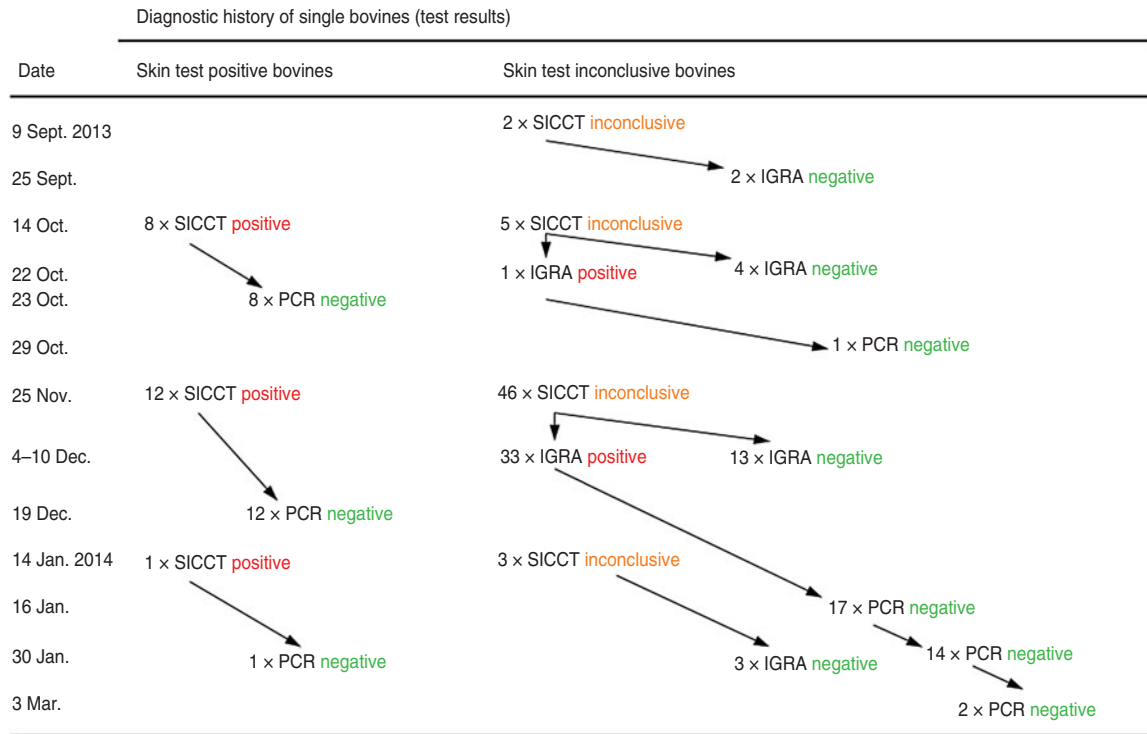 Diagnostic history of single bovines (test results)
Date Skin test positive bovines Skin test inconclusive bovines
9 Sept. 2013 2 × SICCT inconclusive
25 Sept. 2 × IGRA negative
14 Oct. 8 × SICCT positive 5 × SICCT inconclusive
22 Oct. 1 × IGRA positive 4 × IGRA negative
23 Oct. 8 × PCR negative
29 Oct. 1 × PCR negative
25 Nov. 12 × SICCT positive 46 × SICCT inconclusive
4–10 Dec. 33 × IGRA positive 13 × IGRA negative
19 Dec. 12 × PCR negative
14 Jan. 2014 1 × SICCT positive 3 × SICCT inconclusive
16 Jan. 17 × PCR negative
30 Jan. 1 × PCR negative 3 × IGRA negative 14 × PCR negative
3 Mar. 2 × PCR negative